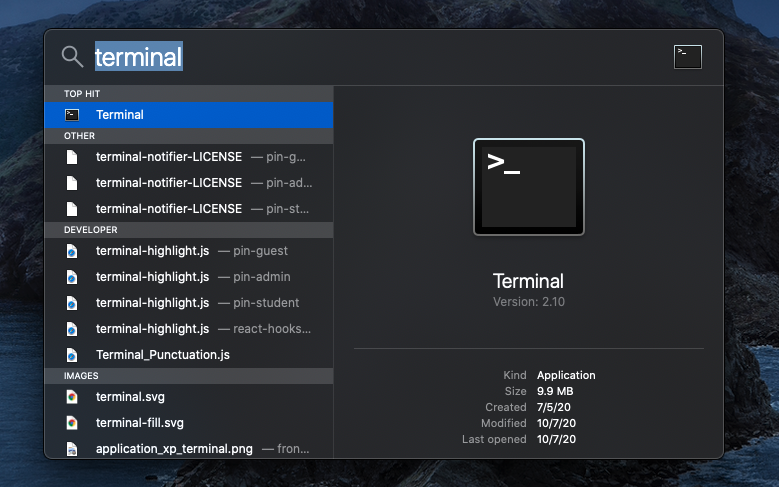 terminal
TOP HIT
Terminal
OTHER
terminal-notifier-LICENSE — pin-g...
terminal-notifier-LICENSE — pin-ad...
terminal-notifier-LICENSE — pin-st...
DEVELOPER
terminal-highlight.js — pin-guest
terminal-highlight.js — pin-admin
terminal-highlight.js — pin-student
terminal-highlight.js — react-hooks...
Terminal_Punctuation.js
IMAGES
terminal.svg
terminal-fill.svg
application_xp_terminal.png — fron...
>_
Terminal
Version: 2.10
Kind Application
Size 9.9 MB
Created 7/5/20
Modified 10/7/20
Last opened 10/7/20